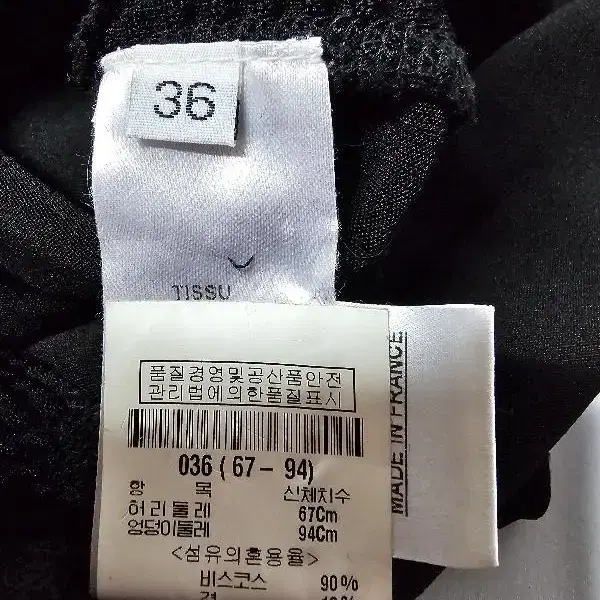 36
TISSU
품질경영및공산품안전
관리법에의한품질표시
036 ( 67 - 94)
항 목 신체치수
허리둘레 67Cm
엉덩이둘레 94Cm
<섬유의혼용율>
비스코스 90%
MADE IN FRANCE